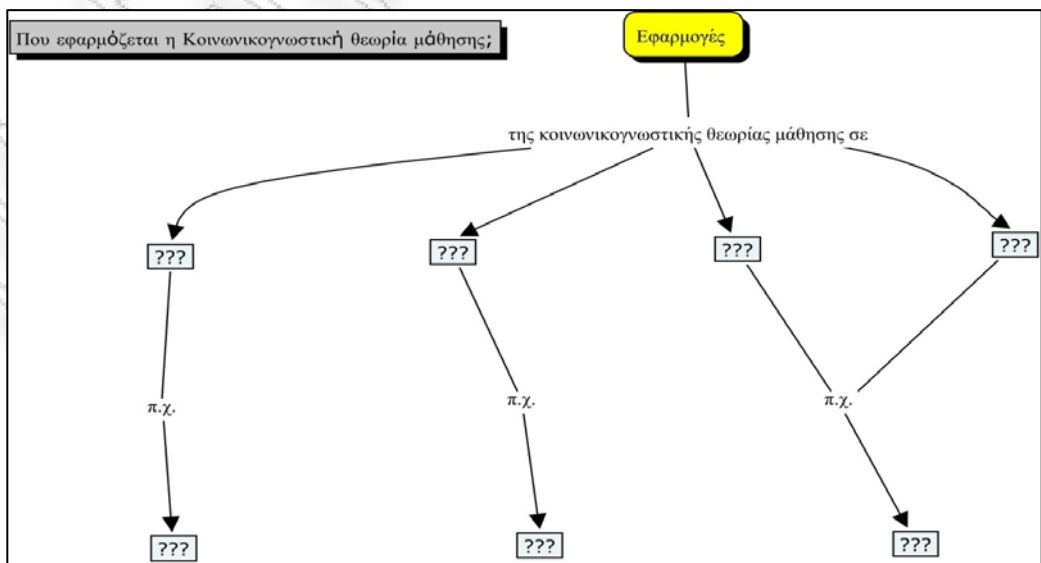 Που εφαρμόζεται η Κοινωνικογνωστική θεωρία μάθησης;
Εφαρμογές
της κοινωνικογνωστικής θεωρίας μάθησης σε
???
???
???
???
π.χ.
π.χ.
π.χ.
???
???
???